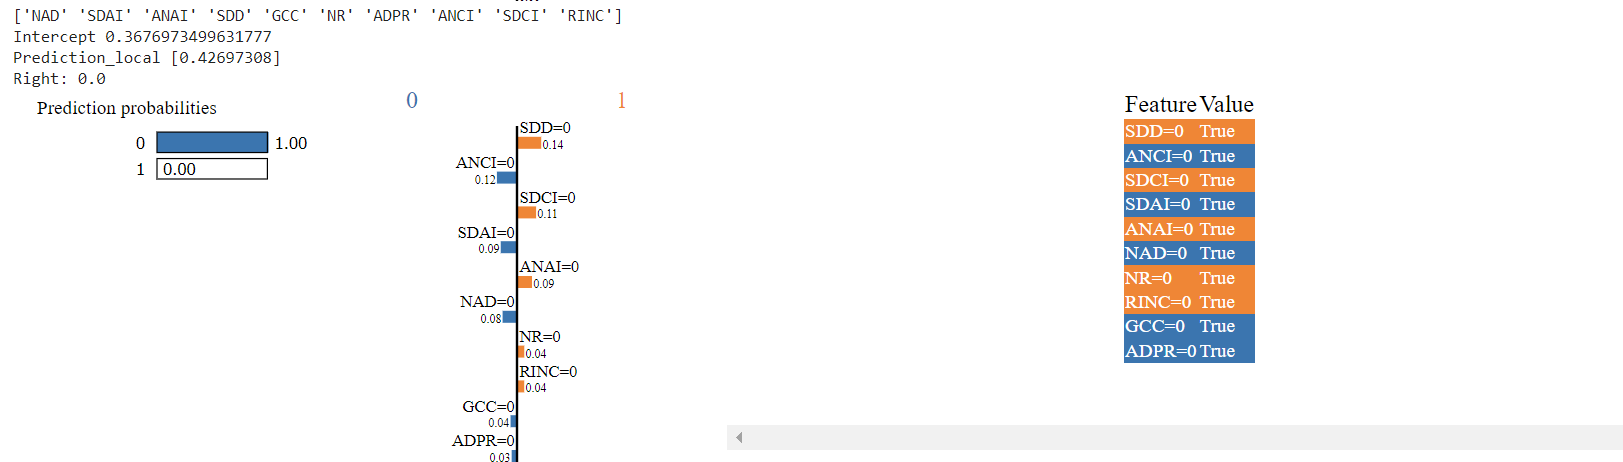 ['NAD' 'SDAI' 'ANAI' 'SDD' 'GCC' 'NR' 'ADPR' 'ANCI' 'SDCI' 'RINC']
Intercept 0.3676973499631777
Prediction_local [0.42697308]
Right: 0.0
Prediction probabilities
0 1.00
1 0.00
0 1
SDD=0
0.14
ANCI=0
0.12
SDCI=0
0.11
SDAI=0
0.09
ANAI=0
0.09
NAD=0
0.08
NR=0
0.04
RINC=0
0.04
GCC=0
0.04
ADPR=0
0.03
Feature Value
SDD=0 True
ANCI=0 True
SDCI=0 True
SDAI=0 True
ANAI=0 True
NAD=0 True
NR=0 True
RINC=0 True
GCC=0 True
ADPR=0 True